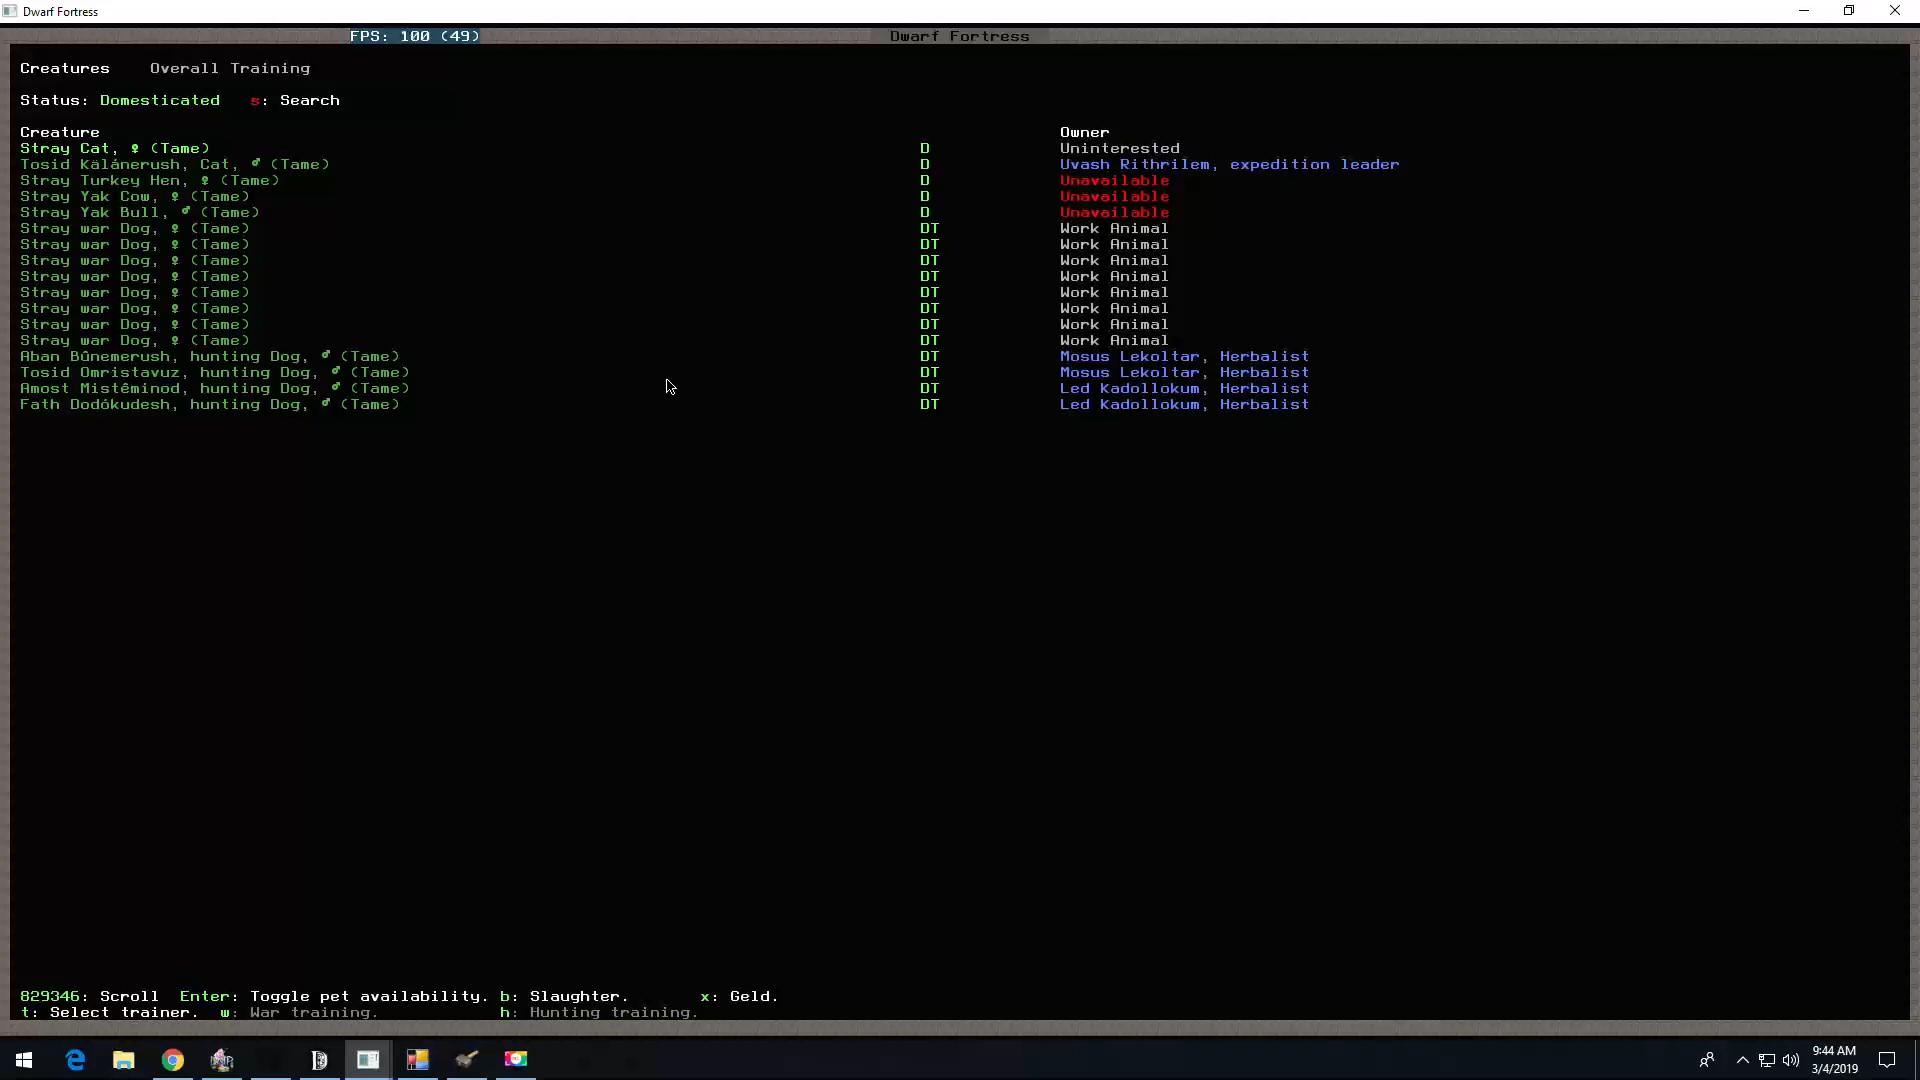 Dwarf Fortress
FPS: 100 (49) Dwarf Fortress
Creatures Overall Training
Status: Domesticated s: Search
Creature Owner
Stray Cat, ♀ (Tame) D Uninterested
Tosid Kälánerush, Cat, ♂ (Tame) D Uvash Rithrilem, expedition leader
Stray Turkey Hen, ♀ (Tame) D Unavailable
Stray Yak Cow, ♀ (Tame) D Unavailable
Stray Yak Bull, ♂ (Tame) D Unavailable
Stray war Dog, ♀ (Tame) DT Work Animal
Stray war Dog, ♀ (Tame) DT Work Animal
Stray war Dog, ♀ (Tame) DT Work Animal
Stray war Dog, ♀ (Tame) DT Work Animal
Stray war Dog, ♀ (Tame) DT Work Animal
Stray war Dog, ♀ (Tame) DT Work Animal
Stray war Dog, ♀ (Tame) DT Work Animal
Stray war Dog, ♀ (Tame) DT Work Animal
Aban Bûnemerush, hunting Dog, ♂ (Tame) DT Mosus Lekoltar, Herbalist
Tosid Omristavuz, hunting Dog, ♂ (Tame) DT Mosus Lekoltar, Herbalist
Amost Mistêminod, hunting Dog, ♂ (Tame) DT Led Kadollokum, Herbalist
Fath Dodókudesh, hunting Dog, ♂ (Tame) DT Led Kadollokum, Herbalist
829346: Scroll Enter: Toggle pet availability. b: Slaughter. x: Geld.
t: Select trainer. w: War training. h: Hunting training.
9:44 AM
3/4/2019